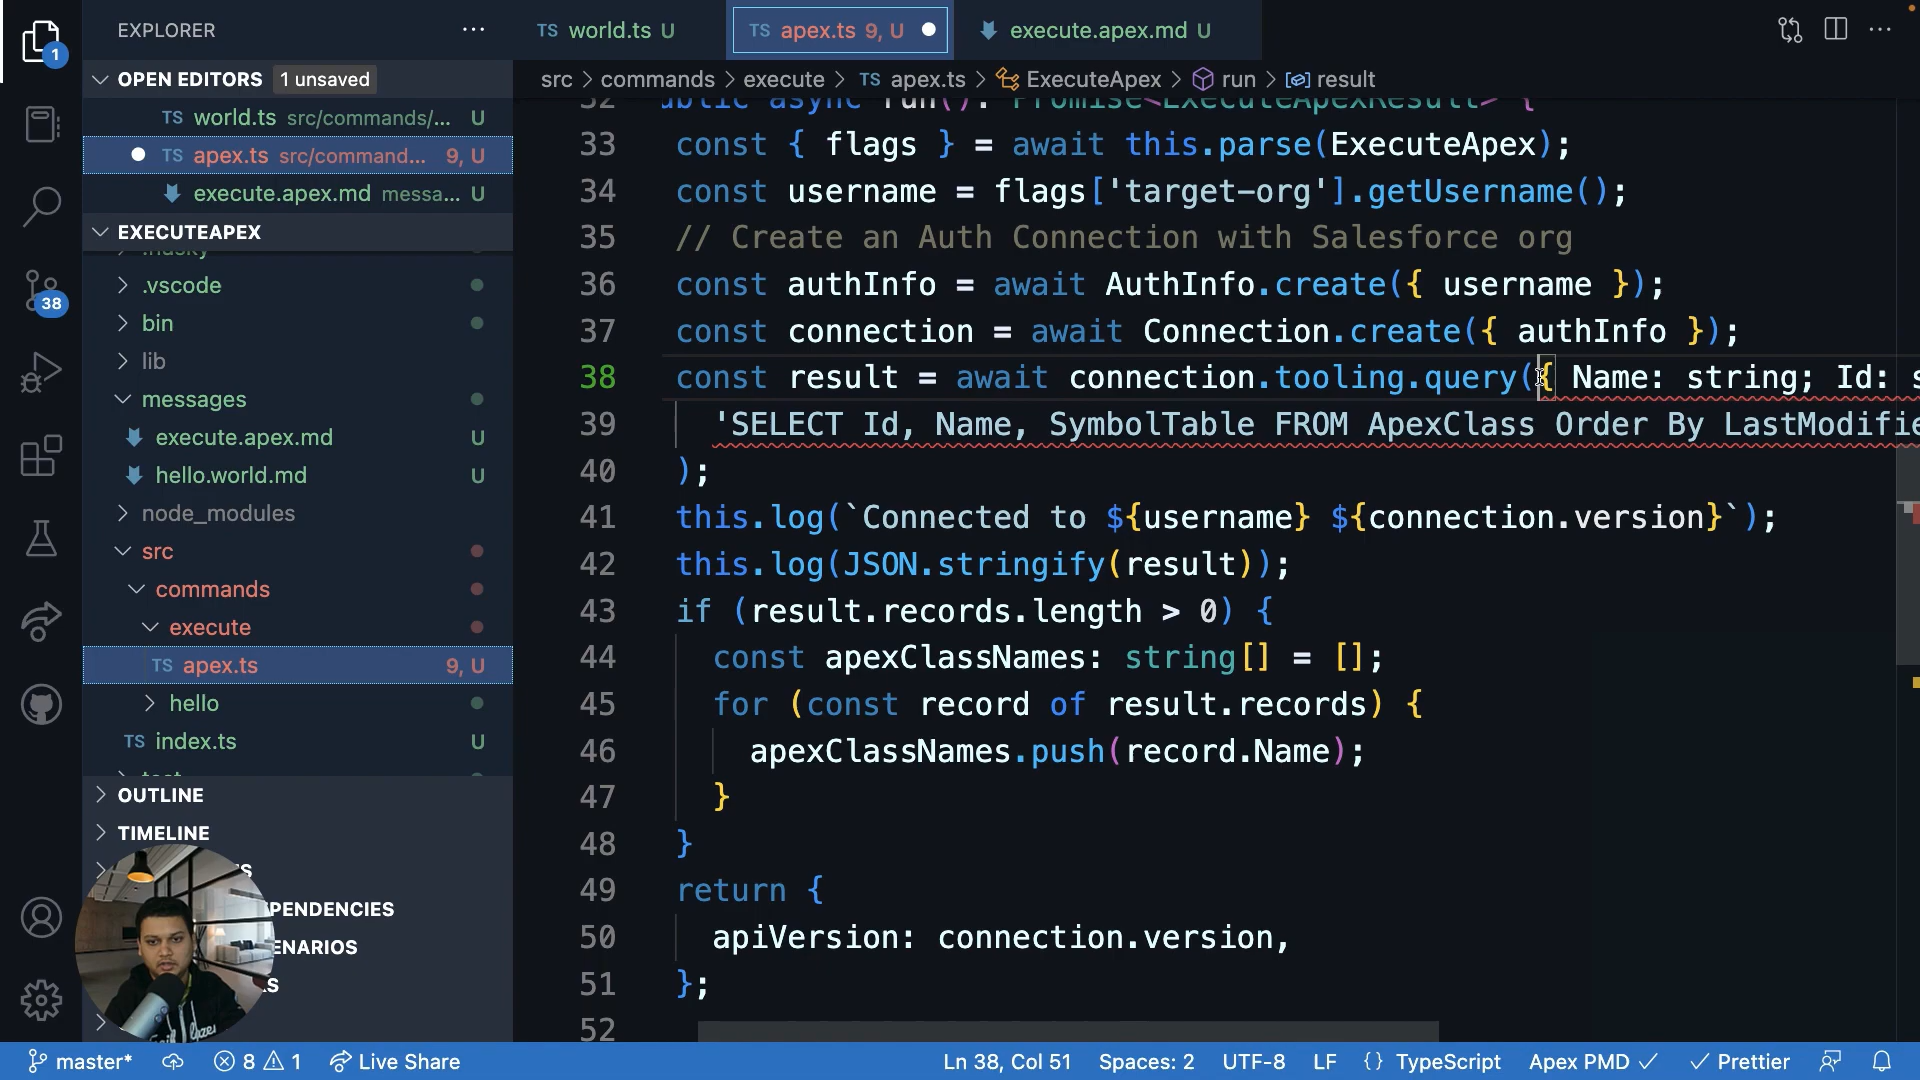 EXPLORER
TS world.ts U
TS apex.ts 9, U
execute.apex.md U
1
OPEN EDITORS 1 unsaved
src > commands > execute > TS apex.ts > ExecuteApex > run > result
TS world.ts src/commands/... U
TS apex.ts src/command... 9, U
execute.apex.md messa... U
EXECUTEAPEX
.husky
.vscode
38
bin
lib
messages
execute.apex.md U
hello.world.md U
node_modules
src
commands
execute
TS apex.ts 9, U
hello
TS index.ts U
OUTLINE
TIMELINE
PENDENCIES
ENARIOS
32 ublic async run(): Promise<ExecuteApexResult> {
33 const { flags } = await this.parse(ExecuteApex);
34 const username = flags['target-org'].getUsername();
35 // Create an Auth Connection with Salesforce org
36 const authInfo = await AuthInfo.create({ username });
37 const connection = await Connection.create({ authInfo });
38 const result = await connection.tooling.query({ Name: string; Id: s
39 'SELECT Id, Name, SymbolTable FROM ApexClass Order By LastModifie
40 );
41 this.log(`Connected to ${username} ${connection.version}`);
42 this.log(JSON.stringify(result));
43 if (result.records.length > 0) {
44 const apexClassNames: string[] = [];
45 for (const record of result.records) {
46 apexClassNames.push(record.Name);
47 }
48 }
49 return {
50 apiVersion: connection.version,
51 };
52
master* 8 1 Live Share Ln 38, Col 51 Spaces: 2 UTF-8 LF {} TypeScript Apex PMD Prettier